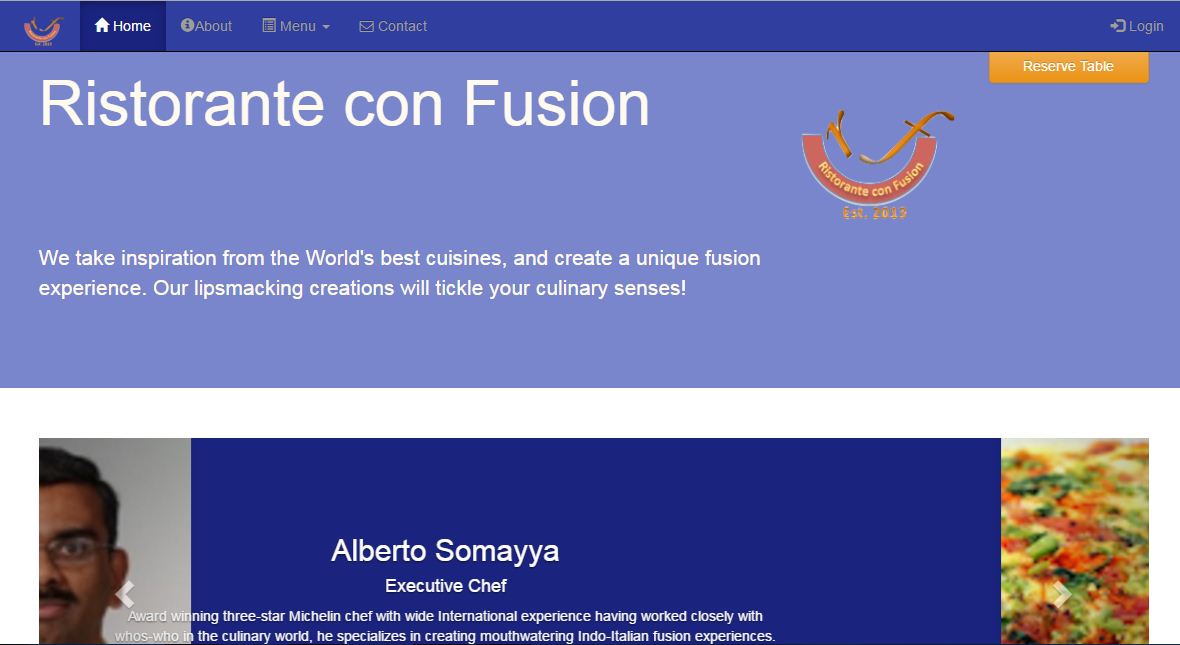 Home
About
Menu
Contact
Login
Reserve Table
Ristorante con Fusion
Ristorante con Fusion
Est. 2013
We take inspiration from the World's best cuisines, and create a unique fusion
experience. Our lipsmacking creations will tickle your culinary senses!
Alberto Somayya
Executive Chef
Award winning three-star Michelin chef with wide International experience having worked closely with
whos-who in the culinary world, he specializes in creating mouthwatering Indo-Italian fusion experiences.